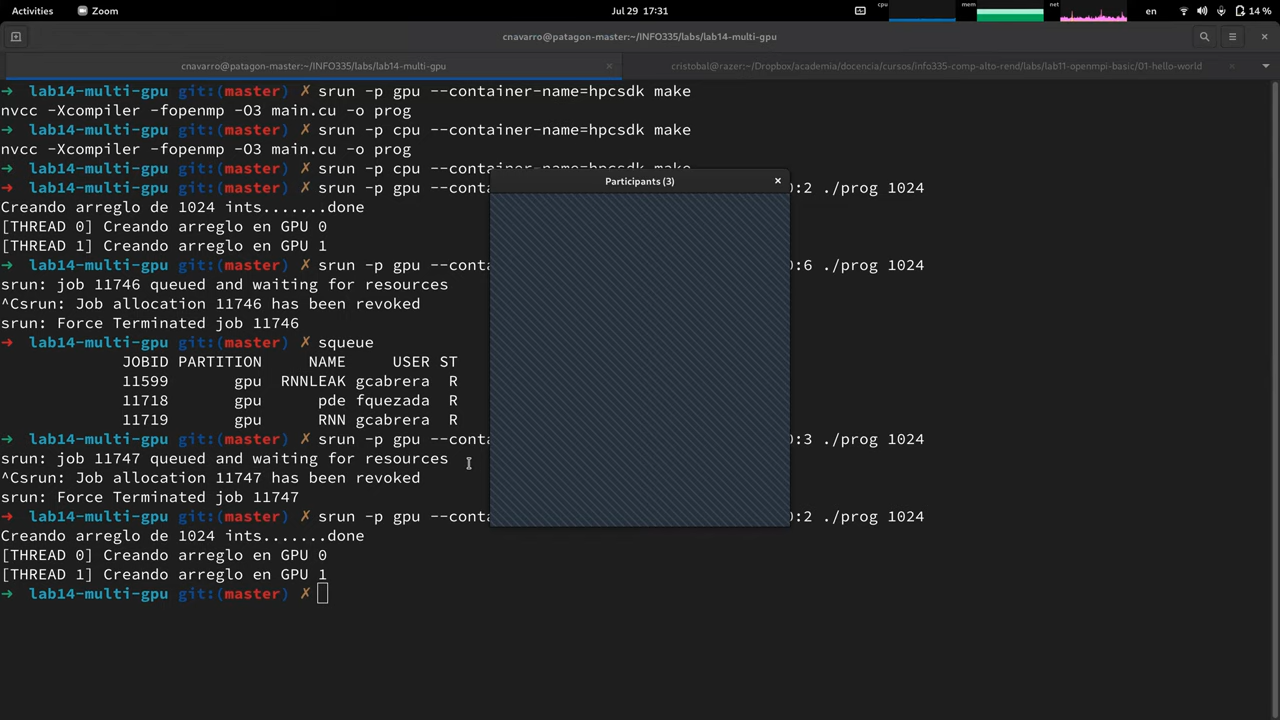 Activities Zoom Jul 29 17:31 cpu mem net en 14 %
cnavarro@patagon-master:~/INFO335/labs/lab14-multi-gpu
cnavarro@patagon-master:~/INFO335/labs/lab14-multi-gpu × cristobal@razer:~/Dropbox/academia/docencia/cursos/info335-comp-alto-rend/labs/lab11-openmpi-basic/01-hello-world
➜ lab14-multi-gpu git:(master) ✗ srun -p gpu --container-name=hpcsdk make
nvcc -Xcompiler -fopenmp -O3 main.cu -o prog
➜ lab14-multi-gpu git:(master) ✗ srun -p cpu --container-name=hpcsdk make
nvcc -Xcompiler -fopenmp -O3 main.cu -o prog
➜ lab14-multi-gpu git:(master) ✗ srun -p cpu --container-name=hpcsdk make
Participants (3)
➜ lab14-multi-gpu git:(master) ✗ srun -p gpu --conta :2 ./prog 1024
Creando arreglo de 1024 ints.......done
[THREAD 0] Creando arreglo en GPU 0
[THREAD 1] Creando arreglo en GPU 1
➜ lab14-multi-gpu git:(master) ✗ srun -p gpu --conta :6 ./prog 1024
srun: job 11746 queued and waiting for resources
^Csrun: Job allocation 11746 has been revoked
srun: Force Terminated job 11746
➜ lab14-multi-gpu git:(master) ✗ squeue
JOBID PARTITION NAME USER ST
11599 gpu RNNLEAK gcabrera R
11718 gpu pde fquezada R
11719 gpu RNN gcabrera R
➜ lab14-multi-gpu git:(master) ✗ srun -p gpu --conta :3 ./prog 1024
srun: job 11747 queued and waiting for resources
^Csrun: Job allocation 11747 has been revoked
srun: Force Terminated job 11747
➜ lab14-multi-gpu git:(master) ✗ srun -p gpu --conta :2 ./prog 1024
Creando arreglo de 1024 ints.......done
[THREAD 0] Creando arreglo en GPU 0
[THREAD 1] Creando arreglo en GPU 1
➜ lab14-multi-gpu git:(master) ✗